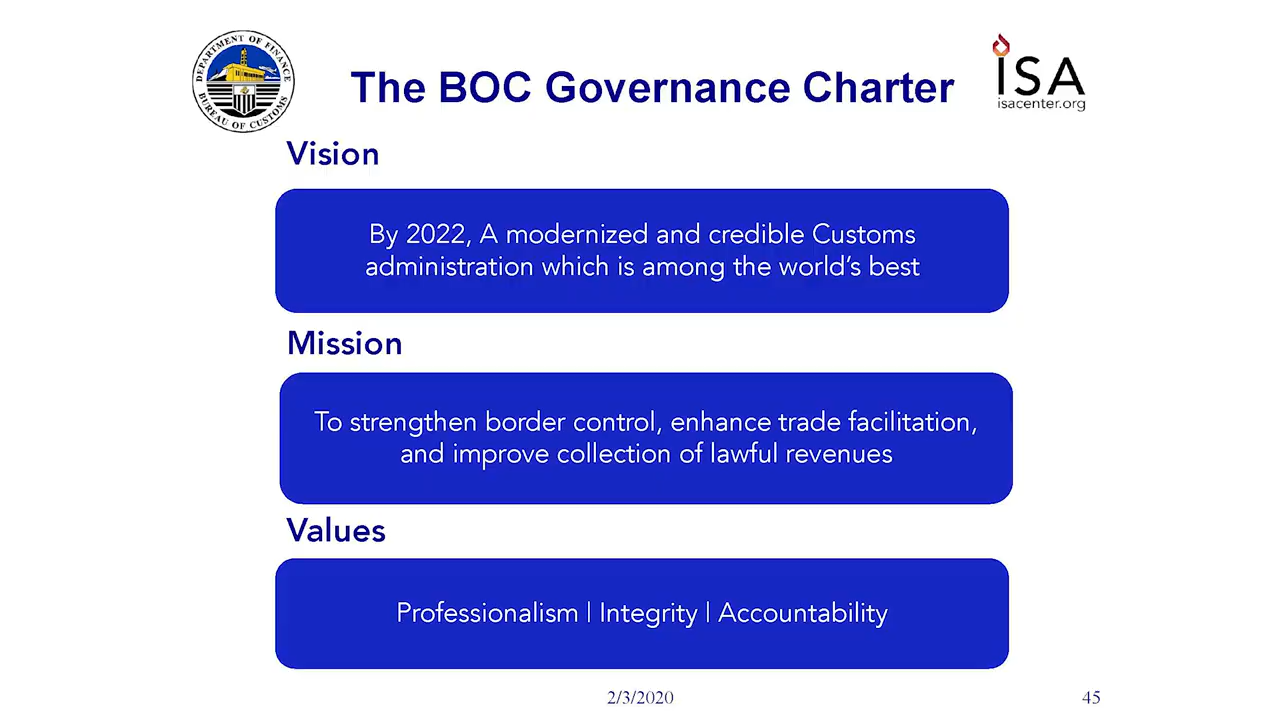 DEPARTMENT OF FINANCE
BUREAU OF CUSTOMS
The BOC Governance Charter
iSA
isacenter.org
Vision
By 2022, A modernized and credible Customs
administration which is among the world's best
Mission
To strengthen border control, enhance trade facilitation,
and improve collection of lawful revenues
Values
Professionalism | Integrity | Accountability
2/3/2020
45